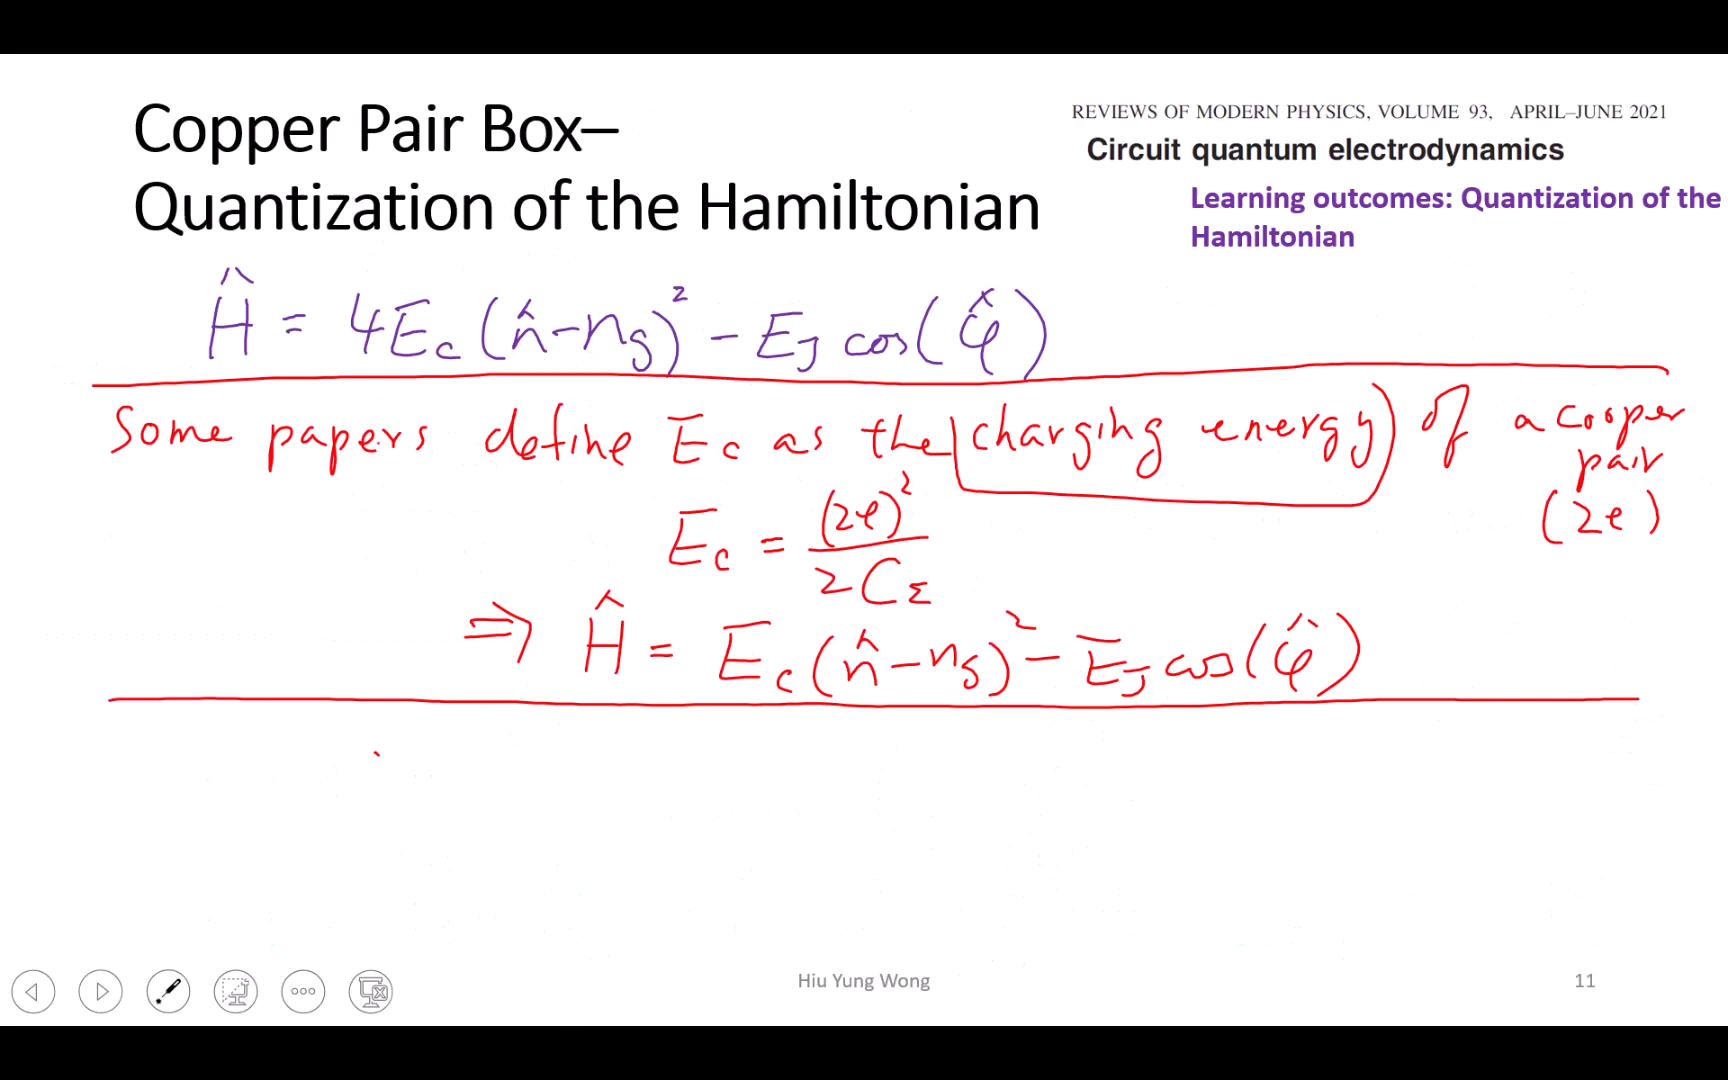 Copper Pair Box–
Quantization of the Hamiltonian
REVIEWS OF MODERN PHYSICS, VOLUME 93, APRIL–JUNE 2021
Circuit quantum electrodynamics
Learning outcomes: Quantization of the
Hamiltonian
Ĥ = 4E_c (n̂ - n_g)² - E_J cos(φ̂)
Some papers define E_c as the charging energy of a cooper
pair
(2e)
E_c = (2e)² / 2C_Σ
⇒ Ĥ = E_c (n̂ - n_g)² - E_J cos(φ̂)
Hiu Yung Wong
11